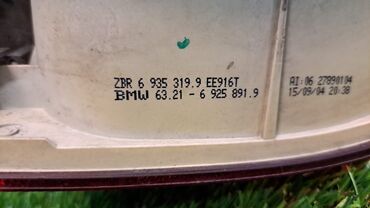 ZBR 6 935 319.9 EE916T
BMW 63.21 - 6 925 891.9
AI:06 27890104
15/09/04 20:38